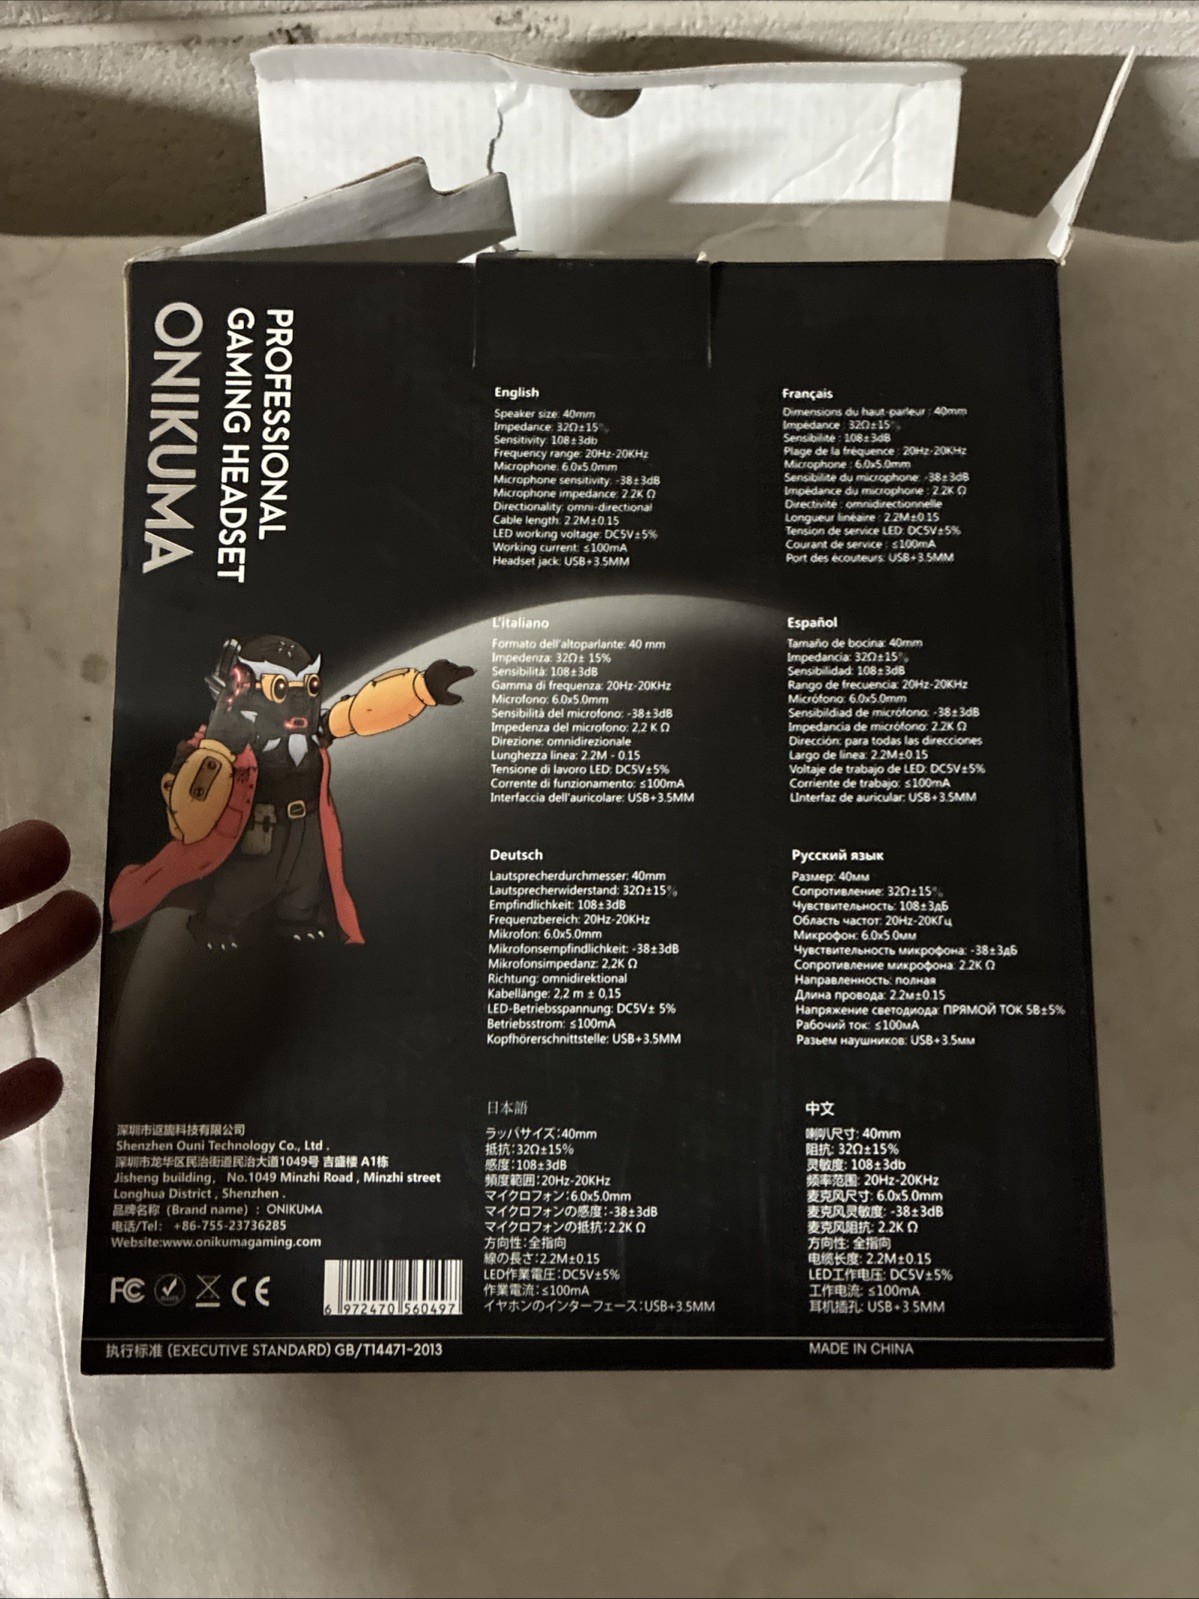 PROFESSIONAL
GAMING HEADSET
ONIKUMA
English
Speaker size: 40mm
Impedance: 32Ω±15%
Sensitivity: 108±3db
Frequency range: 20Hz-20KHz
Microphone: 6.0x5.0mm
Microphone sensitivity: -38±3dB
Microphone impedance: 2.2K Ω
Directionality: omni-directional
Cable length: 2.2M±0.15
LED working voltage: DC5V±5%
Working current: ≤100mA
Headset jack: USB+3.5MM
Français
Dimensions du haut-parleur : 40mm
Impédance : 32Ω±15%
Sensibilité : 108±3dB
Plage de la fréquence : 20Hz-20KHz
Microphone : 6.0x5.0mm
Sensibilité du microphone: -38±3dB
Impédance du microphone : 2.2K Ω
Directivité : omnidirectionnelle
Longueur linéaire : 2.2M±0.15
Tension de service LED: DC5V±5%
Courant de service : ≤100mA
Port des écouteurs: USB+3.5MM
L'italiano
Formato dell'altoparlante: 40 mm
Impedenza: 32Ω± 15%
Sensibilità: 108±3dB
Gamma di frequenza: 20Hz-20KHz
Microfono: 6.0x5.0mm
Sensibilità del microfono: -38±3dB
Impedenza del microfono: 2,2 K Ω
Direzione: omnidirezionale
Lunghezza linea: 2.2M - 0.15
Tensione di lavoro LED: DC5V±5%
Corrente di funzionamento: ≤100mA
Interfaccia dell'auricolare: USB+3.5MM
Español
Tamaño de bocina: 40mm
Impedancia: 32Ω±15%
Sensibilidad: 108±3dB
Rango de frecuencia: 20Hz-20KHz
Micrófono: 6.0x5.0mm
Sensibildiad de micrófono: -38±3dB
Impedancia de micrófono: 2.2K Ω
Dirección: para todas las direcciones
Largo de linea: 2.2M±0.15
Voltaje de trabajo de LED: DC5V±5%
Corriente de trabajo: ≤100mA
LInterfaz de auricular: USB+3.5MM
Deutsch
Lautsprecherdurchmesser: 40mm
Lautsprecherwiderstand: 32Ω±15%
Empfindlichkeit: 108±3dB
Frequenzbereich: 20Hz-20KHz
Mikrofon: 6.0x5.0mm
Mikrofonsempfindlichkeit: -38±3dB
Mikrofonsimpedanz: 2,2K Ω
Richtung: omnidirektional
Kabellänge: 2,2 m ± 0,15
LED-Betriebsspannung: DC5V± 5%
Betriebsstrom: ≤100mA
Kopfhörerschnittstelle: USB+3.5MM
Русский язык
Размер: 40мм
Сопротивление: 32Ω±15%
Чувствительность: 108±3дБ
Область частот: 20Hz-20КГц
Микрофон: 6.0x5.0мм
Чувствительность микрофона: -38±3дБ
Сопротивление микрофона: 2.2K Ω
Направленность: полная
Длина провода: 2.2м±0.15
Напряжение светодиода: ПРЯМОЙ ТОК 5В±5%
Рабочий ток: ≤100мА
Разьем наушников: USB+3.5мм
日本語
ラッパサイズ:40mm
抵抗:32Ω±15%
感度:108±3dB
頻度範囲:20Hz-20KHz
マイクロフォン:6.0x5.0mm
マイクロフォンの感度:-38±3dB
マイクロフォンの抵抗:2.2K Ω
方向性:全指向
線の長さ:2.2M±0.15
LED作業電圧:DC5V±5%
作業電流:≤100mA
イヤホンのインターフェース:USB+3.5MM
中文
喇叭尺寸: 40mm
阻抗: 32Ω±15%
灵敏度: 108±3db
频率范围: 20Hz-20KHz
麦克风尺寸: 6.0x5.0mm
麦克风灵敏度: -38±3dB
麦克风阻抗: 2.2K Ω
方向性: 全指向
电缆长度: 2.2M±0.15
LED工作电压: DC5V±5%
工作电流: ≤100mA
耳机插孔: USB+3.5MM
深圳市讴旎科技有限公司
Shenzhen Ouni Technology Co., Ltd .
深圳市龙华区民治街道民治大道1049号 吉盛楼 A1栋
Jisheng building, No.1049 Minzhi Road , Minzhi street
Longhua District , Shenzhen .
品牌名称（Brand name）: ONIKUMA
电话/Tel: +86-755-23736285
Website:www.onikumagaming.com
FC CE
6 972470 560497
执行标准 (EXECUTIVE STANDARD) GB/T14471-2013
MADE IN CHINA